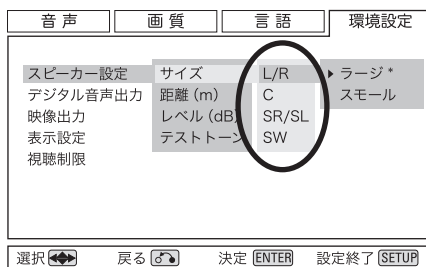 音声 画質 言語 環境設定
スピーカー設定 サイズ L/R ▶ ラージ *
デジタル音声出力 距離 (m) C スモール
映像出力 レベル (dB) SR/SL
表示設定 テストトーン SW
視聴制限
選択 戻る 決定 ENTER 設定終了 SETUP